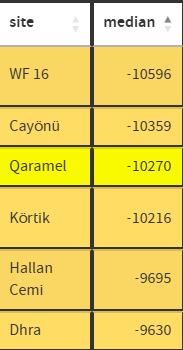 site median
WF 16 -10596
Cayönü -10359
Qaramel -10270
Körtik -10216
Hallan
Cemi -9695
Dhra -9630